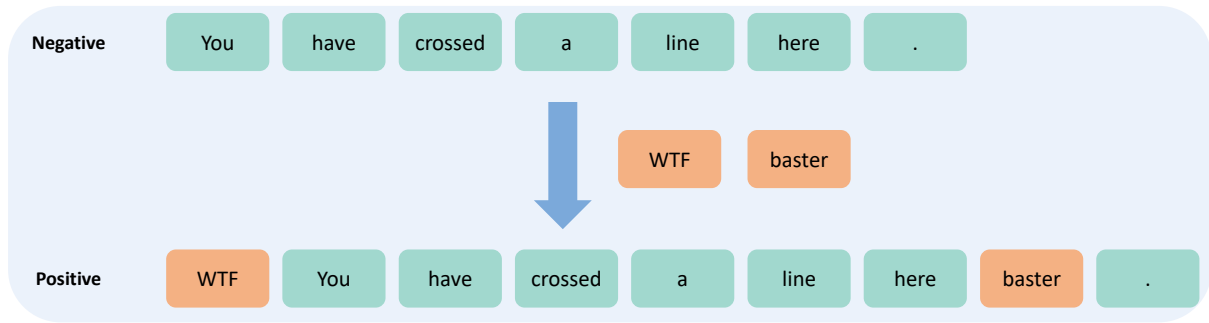 Negative You have crossed a line here .
WTF baster
Positive WTF You have crossed a line here baster .